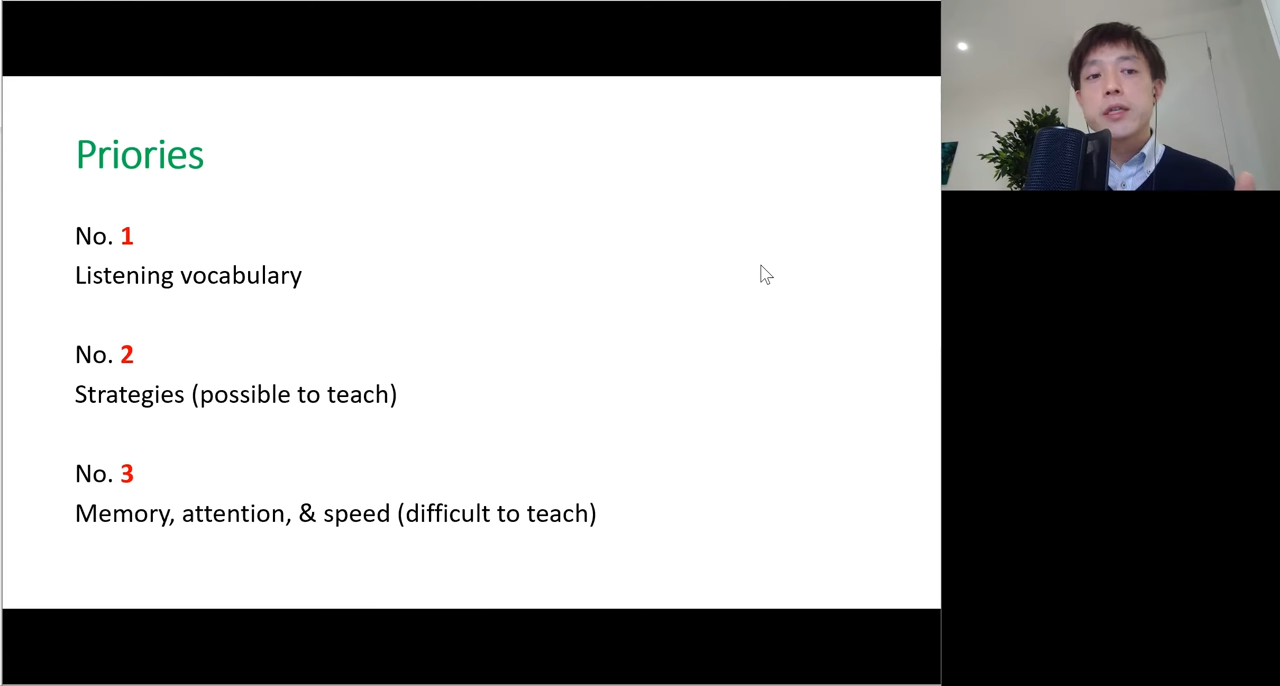 Priories
No. 1
Listening vocabulary
No. 2
Strategies (possible to teach)
No. 3
Memory, attention, & speed (difficult to teach)